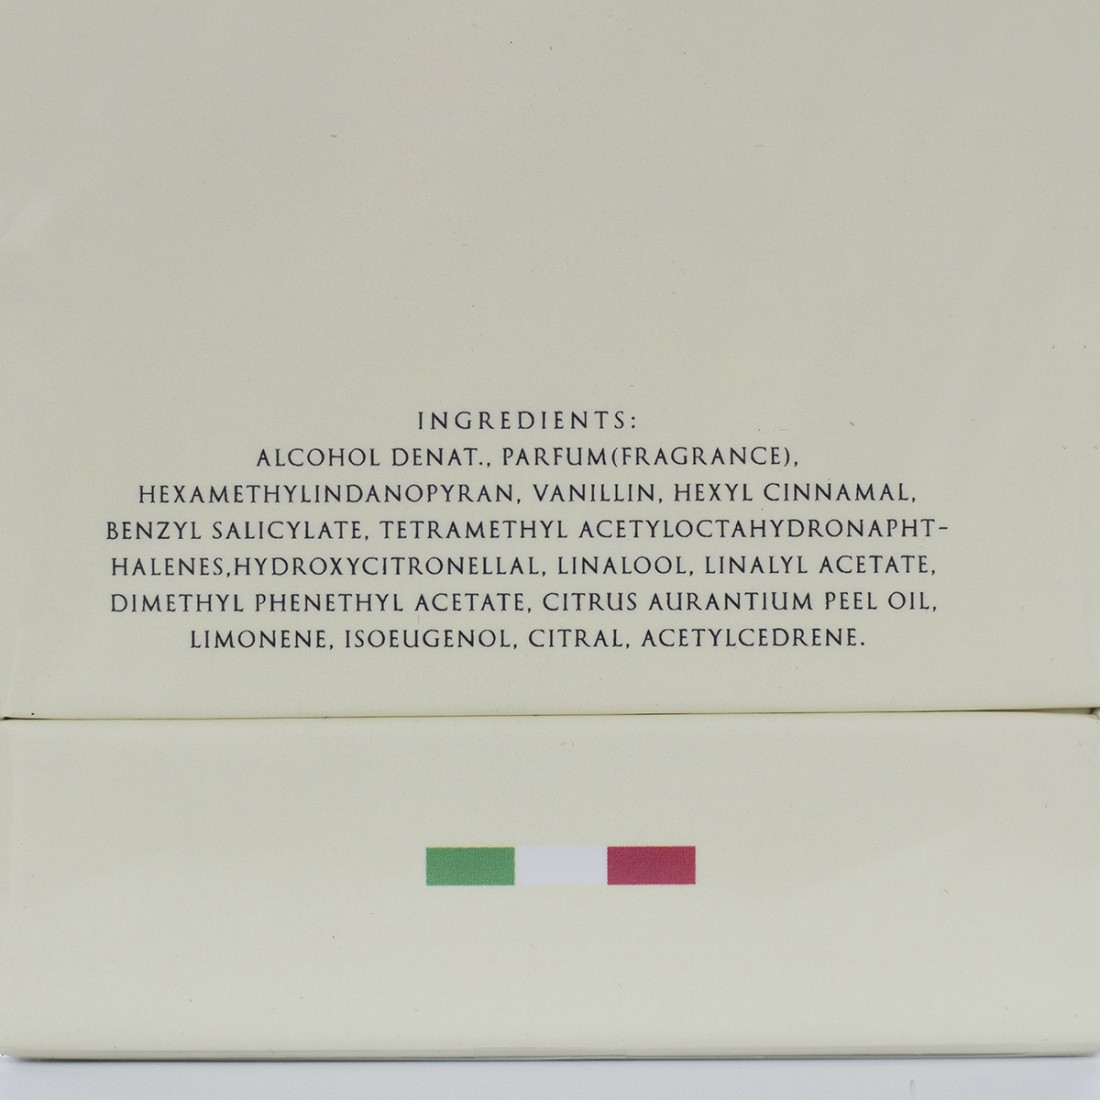 INGREDIENTS:
ALCOHOL DENAT., PARFUM(FRAGRANCE),
HEXAMETHYLINDANOPYRAN, VANILLIN, HEXYL CINNAMAL,
BENZYL SALICYLATE, TETRAMETHYL ACETYLOCTAHYDRONAPHT-
HALENES,HYDROXYCITRONELLAL, LINALOOL, LINALYL ACETATE,
DIMETHYL PHENETHYL ACETATE, CITRUS AURANTIUM PEEL OIL,
LIMONENE, ISOEUGENOL, CITRAL, ACETYLCEDRENE.